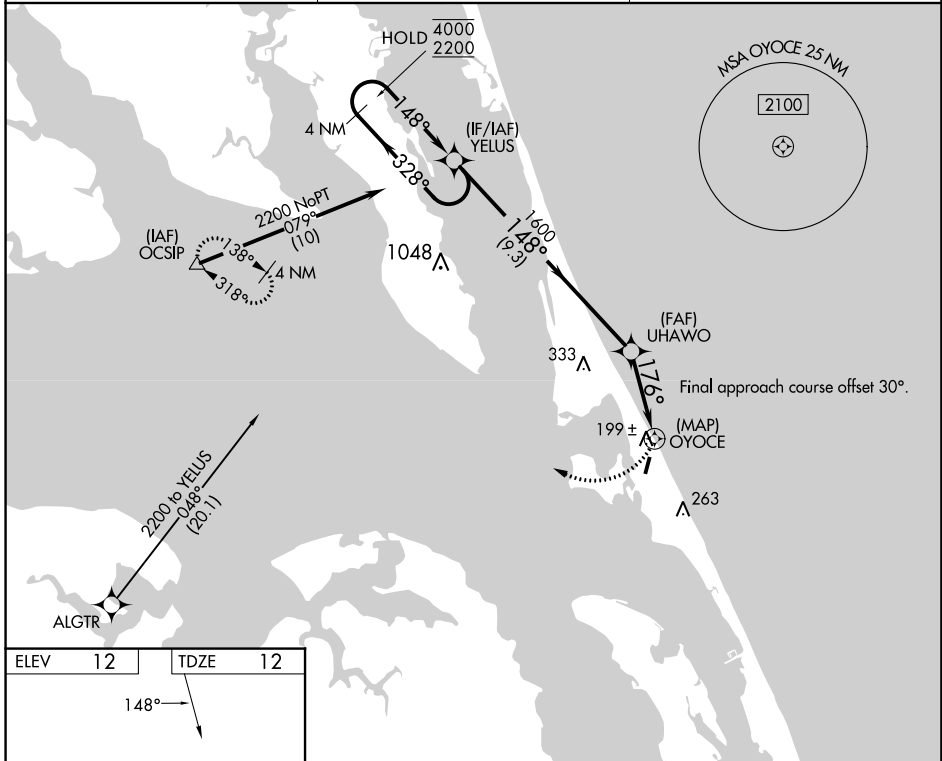 HOLD 4000
2200
MSA OYOCE 25 NM
2100
4 NM
148°
(IF/IAF)
YELUS
328°
2200 NoPT
079°
(10)
(IAF)
OCSIP
138°
4 NM
318°
1048
1600
148°
(9.3)
(FAF)
UHAWO
333
176°
Final approach course offset 30°.
199 ±
(MAP)
OYOCE
263
2200 to YELUS
048°
(20.1)
ALGTR
ELEV 12
TDZE 12
148°